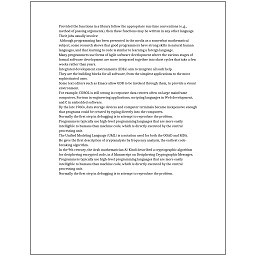 Provided the functions in a library follow the appropriate run-time conventions (e.g.,
method of passing arguments), then these functions may be written in any other language.
There job usually involve:
Although programming has been presented in the media as a somewhat mathematical
subject, some research shows that good programmers have strong skills in natural human
languages, and that learning to code is similar to learning a foreign language.
Many programmers use forms of Agile software development where the various stages of
formal software development are more integrated together into short cycles that take a few
weeks rather than years.
Integrated development environments (IDEs) aim to integrate all such help.
They are the building blocks for all software, from the simplest applications to the most
sophisticated ones.
Some text editors such as Emacs allow GDB to be invoked through them, to provide a visual
environment.
For example, COBOL is still strong in corporate data centers often on large mainframe
computers, Fortran in engineering applications, scripting languages in Web development,
and C in embedded software.
By the late 1960s, data storage devices and computer terminals became inexpensive enough
that programs could be created by typing directly into the computers.
Normally the first step in debugging is to attempt to reproduce the problem.
Programmers typically use high-level programming languages that are more easily
intelligible to humans than machine code, which is directly executed by the central
processing unit.
The Unified Modeling Language (UML) is a notation used for both the OOAD and MDA.
He gave the first description of cryptanalysis by frequency analysis, the earliest code-
breaking algorithm.
In the 9th century, the Arab mathematician Al-Kindi described a cryptographic algorithm
for deciphering encrypted code, in A Manuscript on Deciphering Cryptographic Messages.
Programmers typically use high-level programming languages that are more easily
intelligible to humans than machine code, which is directly executed by the central
processing unit.
Normally the first step in debugging is to attempt to reproduce the problem.